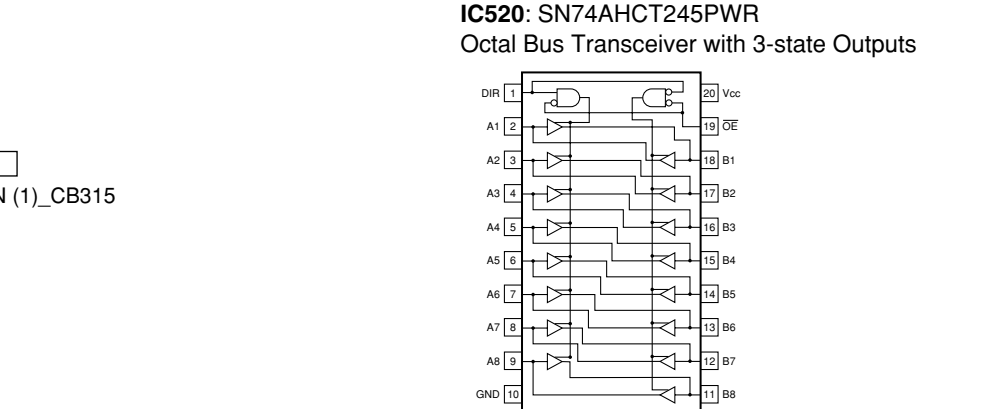 IC520: SN74AHCT245PWR
Octal Bus Transceiver with 3-state Outputs
DIR 1 20 Vcc
A1 2 19 OE
A2 3 18 B1
A3 4 17 B2
A4 5 16 B3
A5 6 15 B4
A6 7 14 B5
A7 8 13 B6
A8 9 12 B7
GND 10 11 B8
N (1)_CB315